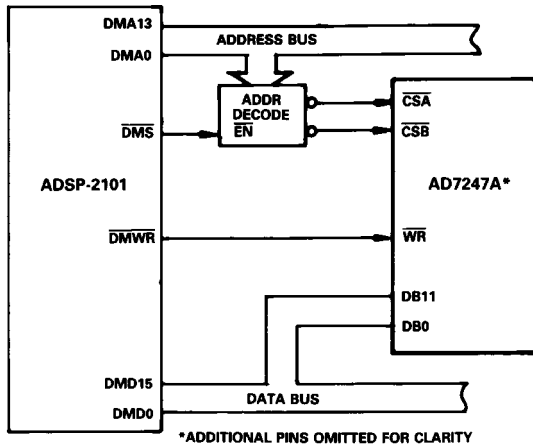 DMA13
ADDRESS BUS
DMA0
ADDR
DECODE
EN
CSA
CSB
DMS
ADSP-2101
AD7247A*
DMWR
WR
DB11
DB0
DMD15
DATA BUS
DMD0
*ADDITIONAL PINS OMITTED FOR CLARITY